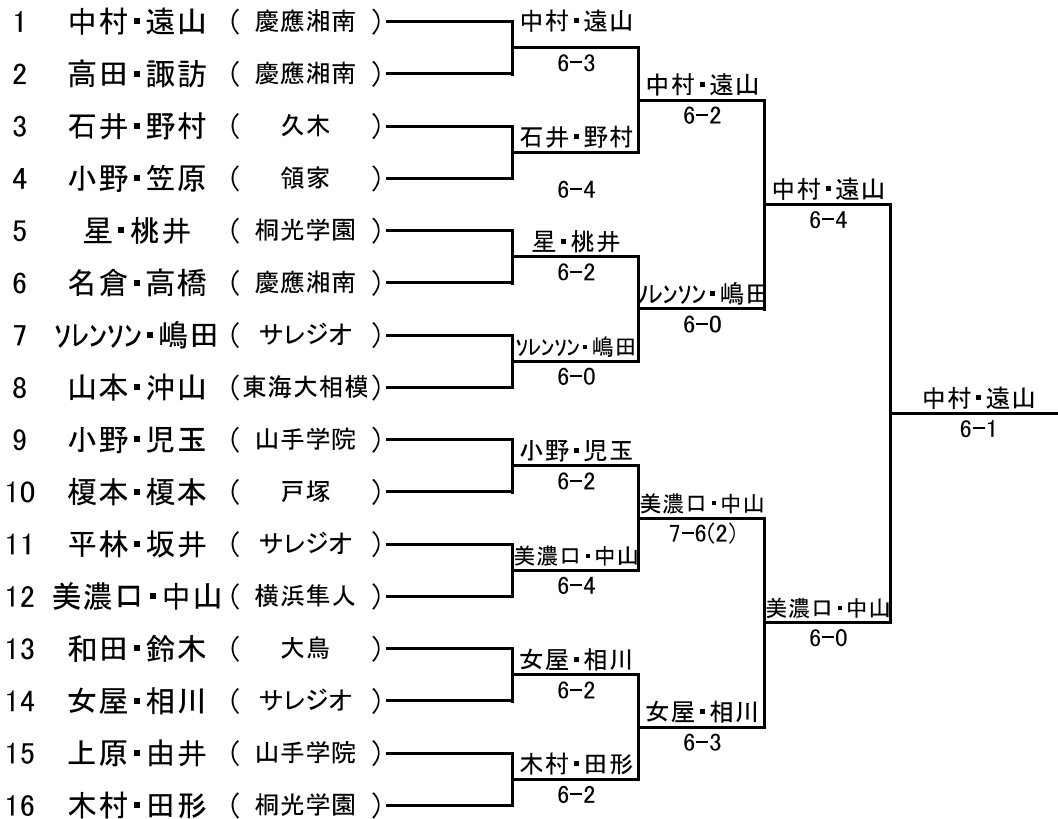 1 中村・遠山 ( 慶應湘南 )
2 高田・諏訪 ( 慶應湘南 )
3 石井・野村 ( 久木 )
4 小野・笠原 ( 領家 )
5 星・桃井 ( 桐光学園 )
6 名倉・高橋 ( 慶應湘南 )
7 ソレンソン・嶋田 ( サレジオ )
8 山本・沖山 (東海大相模)
9 小野・児玉 ( 山手学院 )
10 榎本・榎本 ( 戸塚 )
11 平林・坂井 ( サレジオ )
12 美濃口・中山 ( 横浜隼人 )
13 和田・鈴木 ( 大鳥 )
14 女屋・相川 ( サレジオ )
15 上原・由井 ( 山手学院 )
16 木村・田形 ( 桐光学園 )
中村・遠山
6-3
石井・野村
6-4
星・桃井
6-2
ソレンソン・嶋田
6-0
小野・児玉
6-2
美濃口・中山
6-4
女屋・相川
6-2
木村・田形
6-2
中村・遠山
6-2
ルンソン・嶋田
6-0
美濃口・中山
7-6(2)
女屋・相川
6-3
中村・遠山
6-4
美濃口・中山
6-0
中村・遠山
6-1